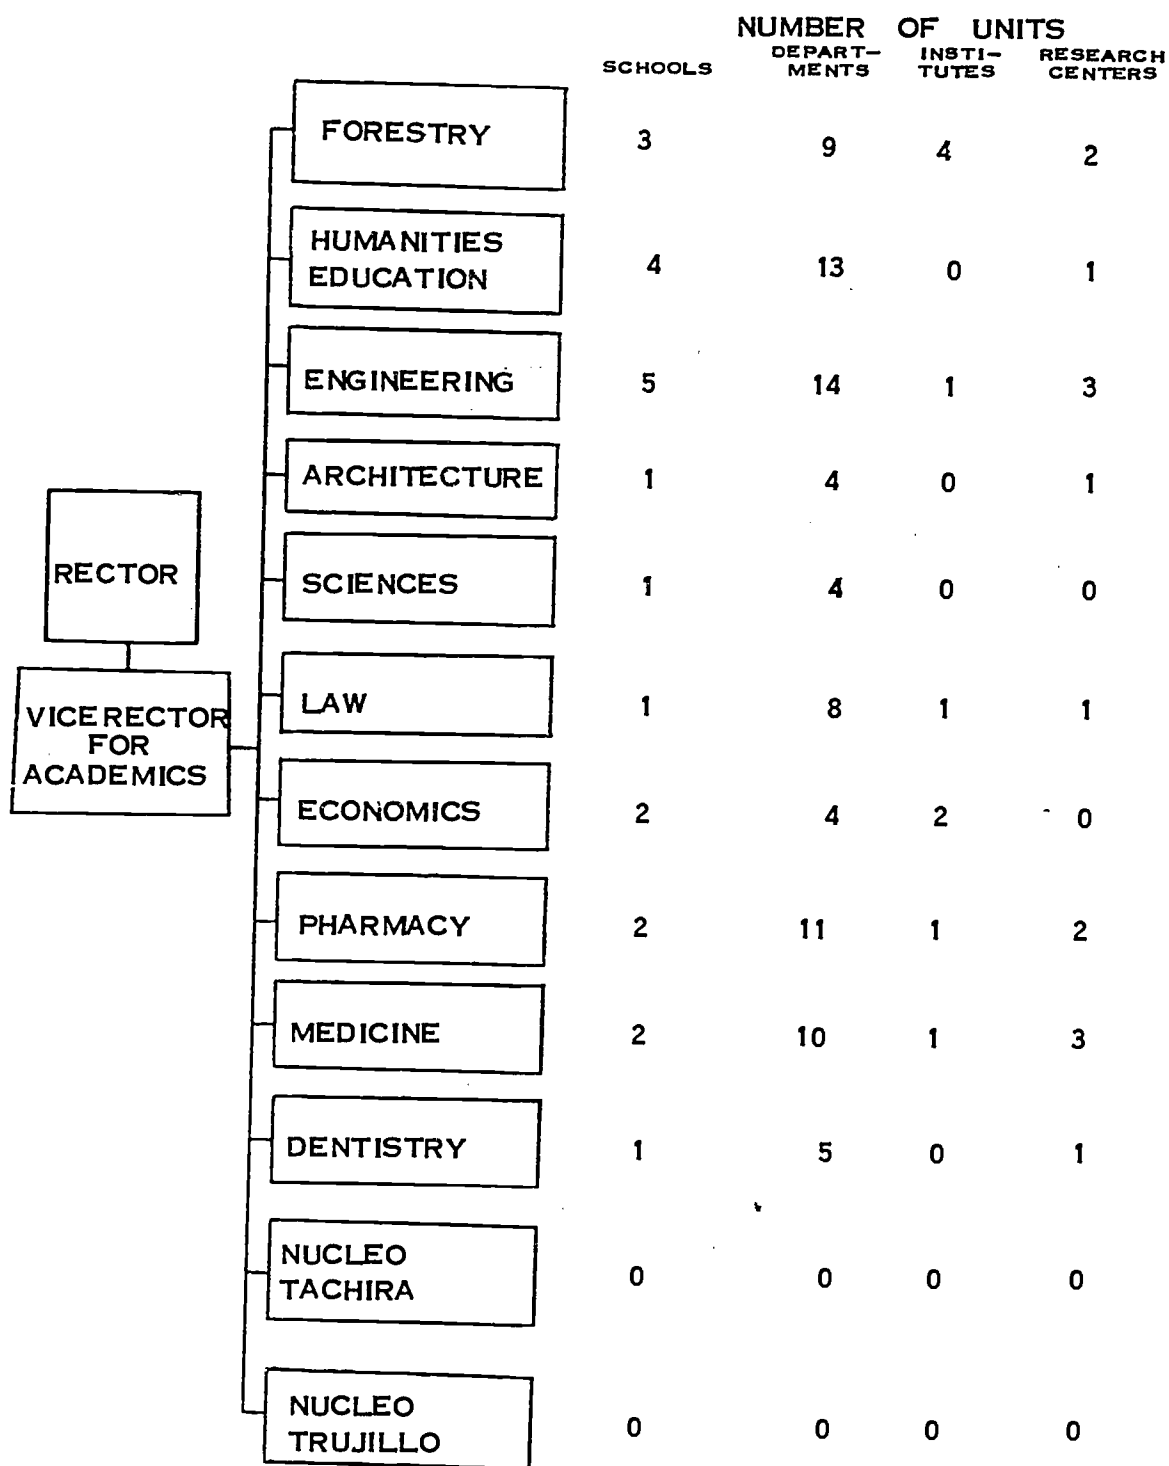 NUMBER OF UNITS
SCHOOLS DEPART-MENTS INSTI-TUTES RESEARCH CENTERS
FORESTRY 3 9 4 2
HUMANITIES
EDUCATION 4 13 0 1
ENGINEERING 5 14 1 3
ARCHITECTURE 1 4 0 1
RECTOR
SCIENCES 1 4 0 0
VICERECTOR
FOR
ACADEMICS
LAW 1 8 1 1
ECONOMICS 2 4 2 0
PHARMACY 2 11 1 2
MEDICINE 2 10 1 3
DENTISTRY 1 5 0 1
NUCLEO
TACHIRA 0 0 0 0
NUCLEO
TRUJILLO 0 0 0 0